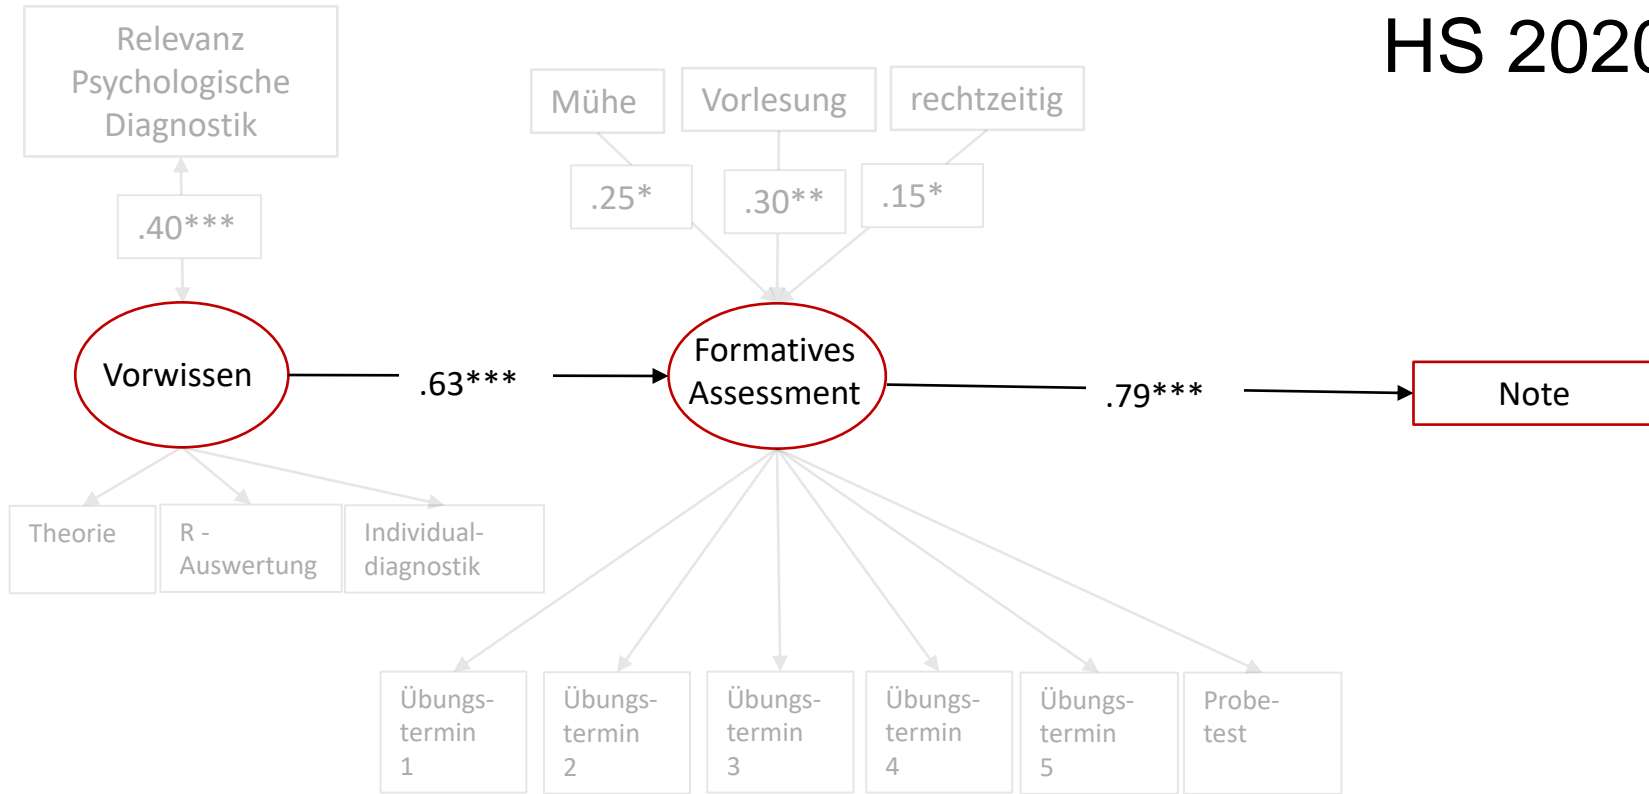 HS 2020
Relevanz
Psychologische
Diagnostik
Mühe
Vorlesung
rechtzeitig
.40***
.25*
.30**
.15*
Vorwissen
.63***
Formatives
Assessment
.79***
Note
Theorie
R -
Auswertung
Individual-
diagnostik
Übungs-
termin
1
Übungs-
termin
2
Übungs-
termin
3
Übungs-
termin
4
Übungs-
termin
5
Probe-
test